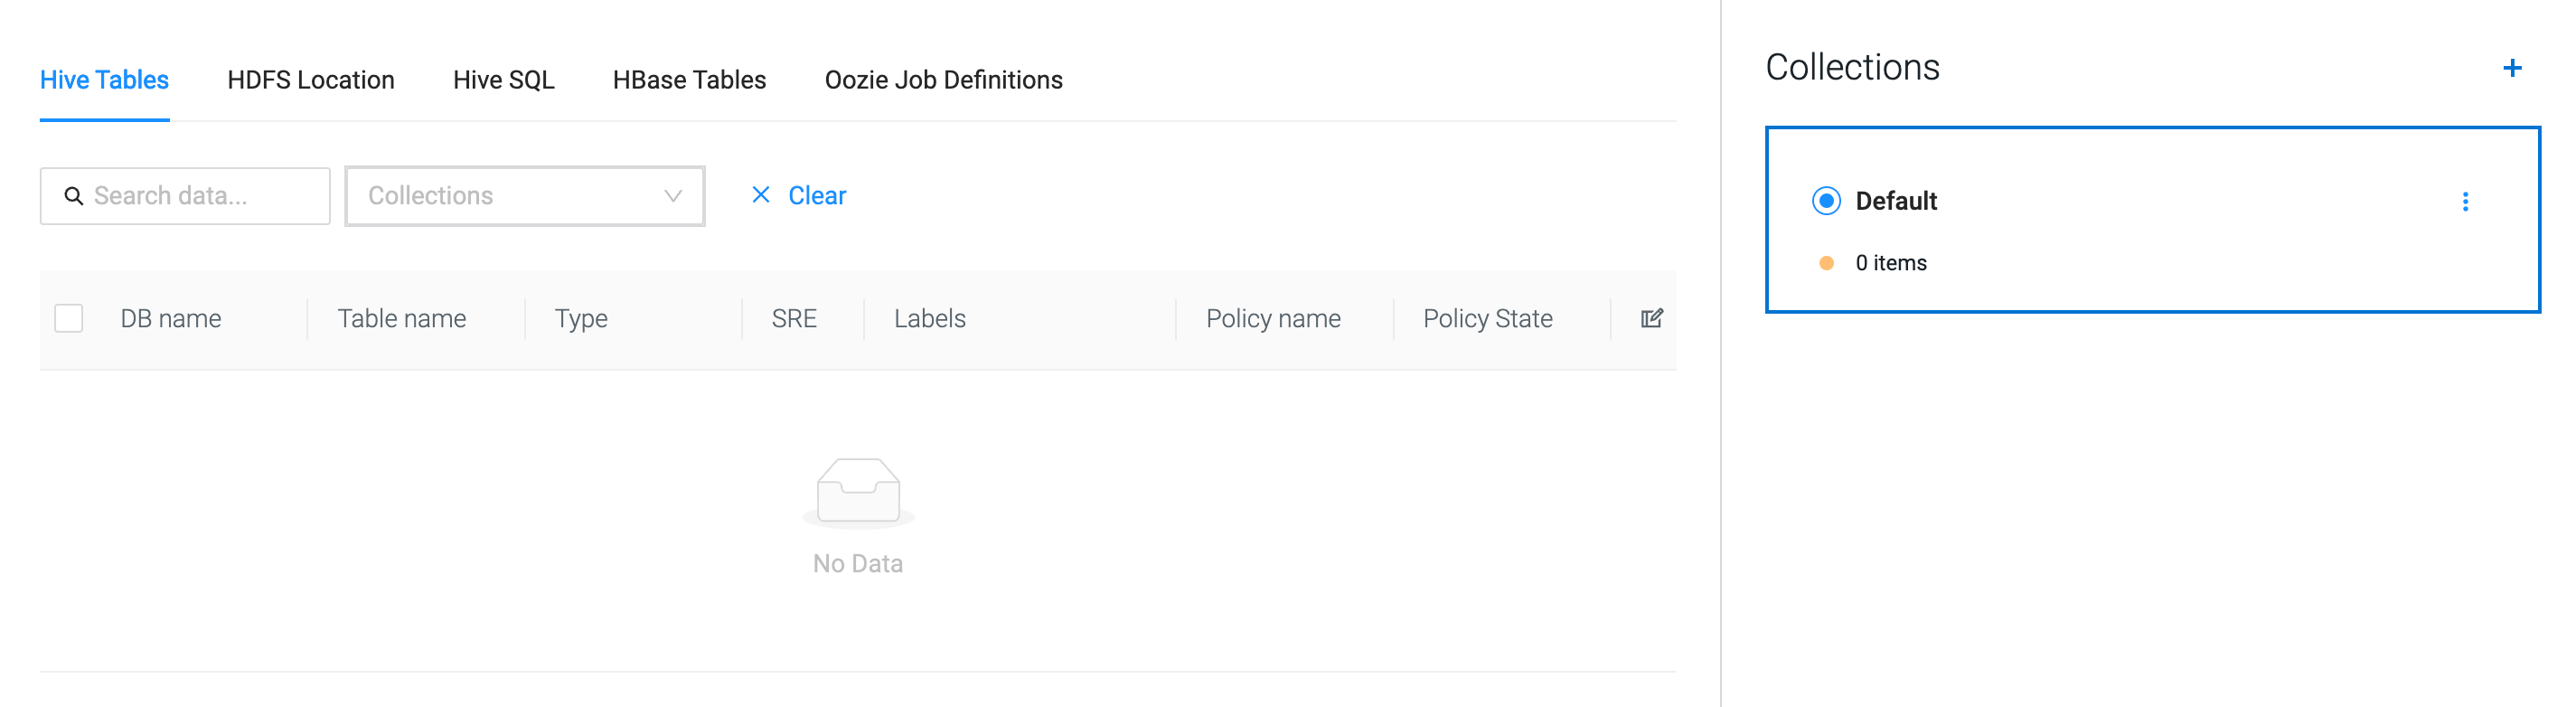 Hive Tables HDFS Location Hive SQL HBase Tables Oozie Job Definitions
Search data... Collections Clear
DB name Table name Type SRE Labels Policy name Policy State
No Data
Collections
Default
0 items